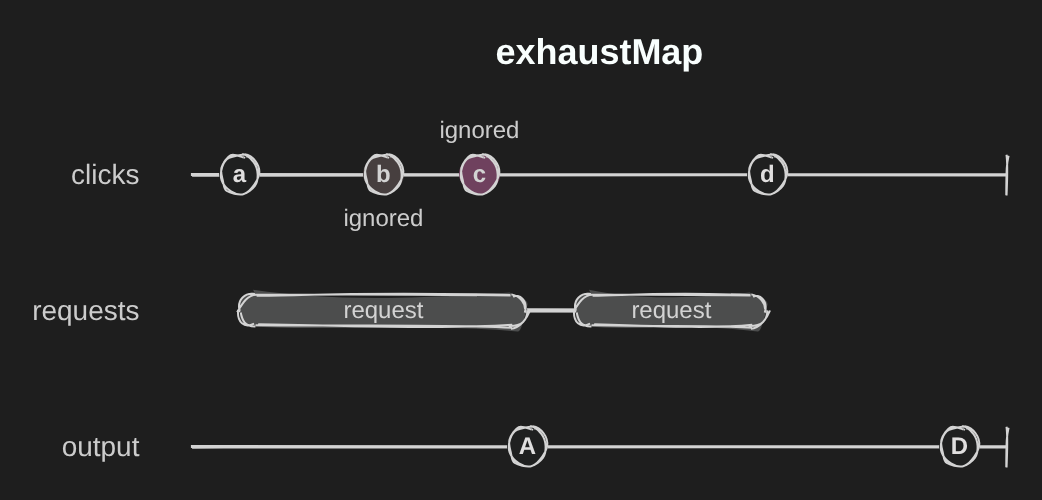 exhaustMap
ignored
clicks
a
b
c
d
ignored
requests
request
request
output
A
D